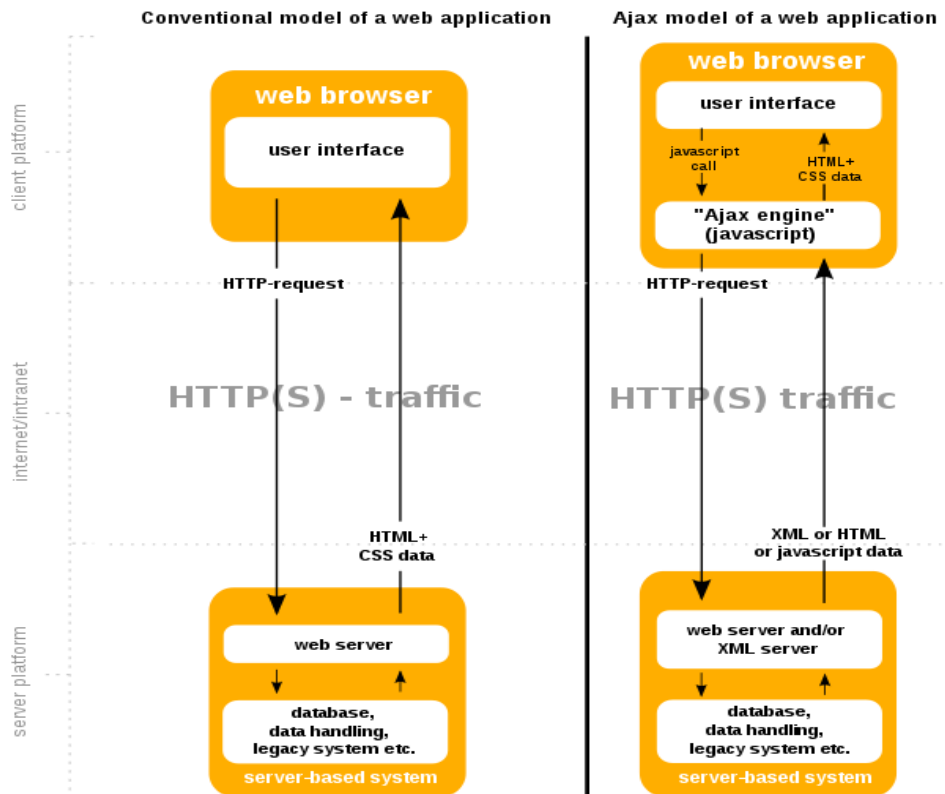 Conventional model of a web application
web browser
user interface
HTTP-request
HTTP(S) - traffic
HTML+
CSS data
web server
database,
data handling,
legacy system etc.
server-based system
Ajax model of a web application
web browser
user interface
javascript
call
HTML+
CSS data
"Ajax engine"
(javascript)
HTTP-request
HTTP(S) traffic
XML or HTML
or javascript data
web server and/or
XML server
database,
data handling,
legacy system etc.
server-based system
client platform
internet/intranet
server platform